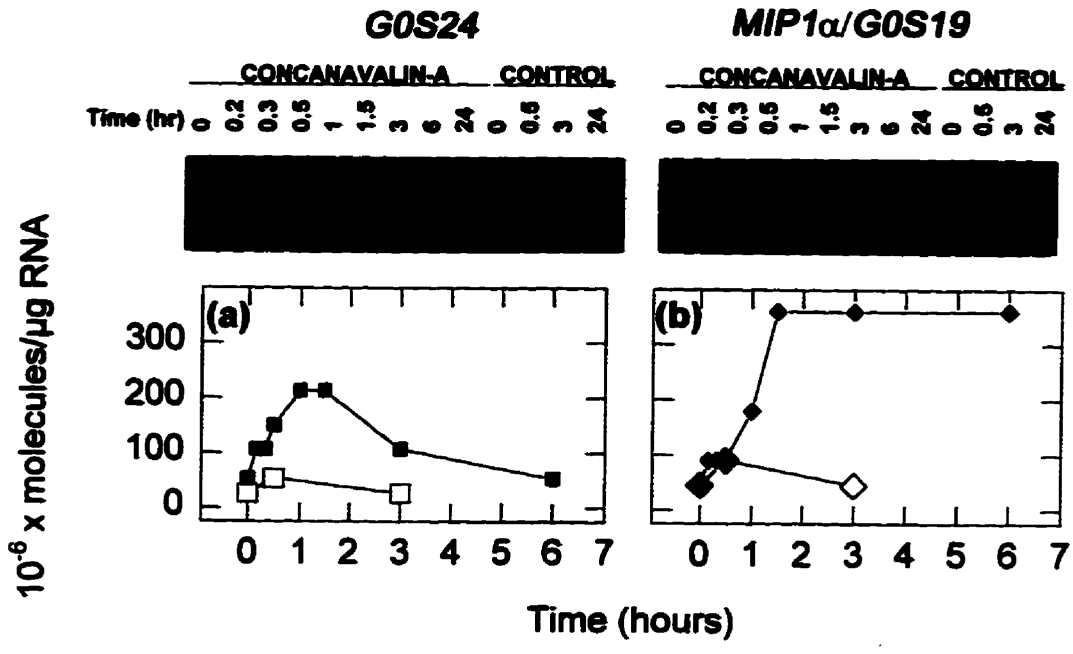 G0S24 MIP1α/G0S19
CONCANAVALIN-A CONTROL CONCANAVALIN-A CONTROL
Time (hr) 0 0.2 0.3 0.5 1 1.5 3 6 24 0 0.5 3 24 0 0.2 0.3 0.5 1 1.5 3 6 24 0 0.5 3 24
10⁻⁶ x molecules/µg RNA
(a) (b)
300
200
100
0
0 1 2 3 4 5 6 7 0 1 2 3 4 5 6 7
Time (hours)